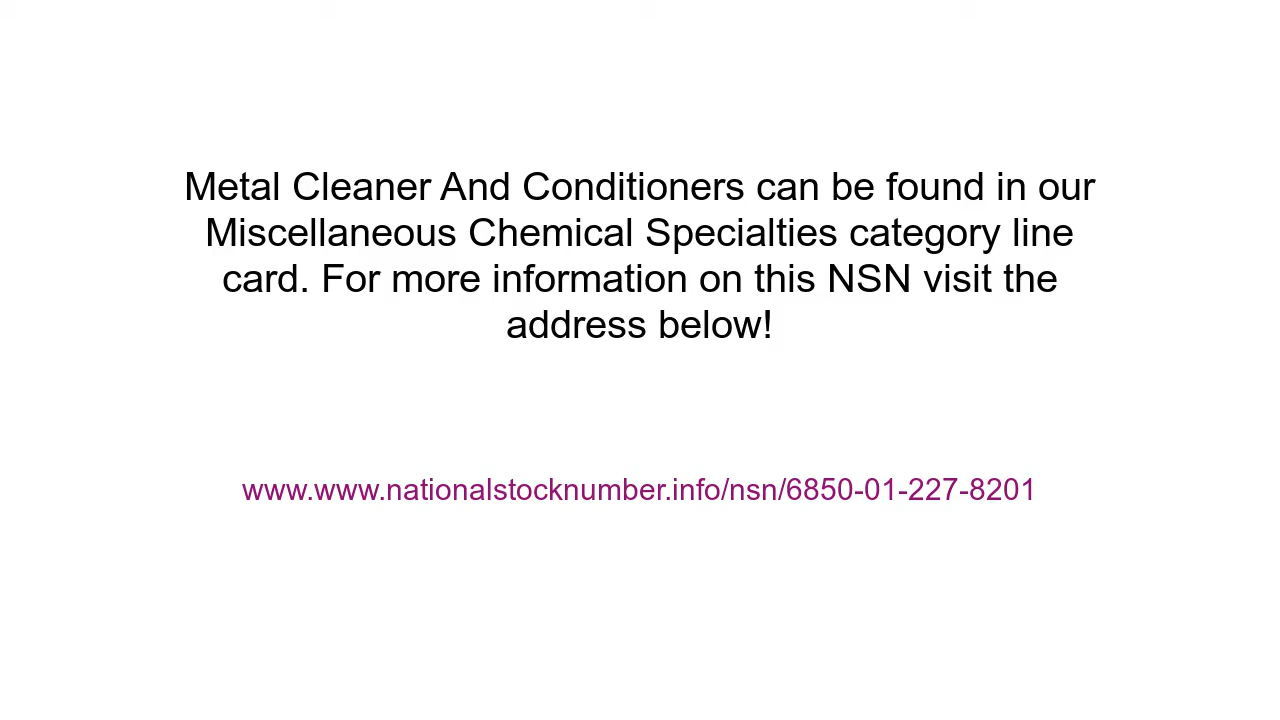 Metal Cleaner And Conditioners can be found in our
Miscellaneous Chemical Specialties category line
card. For more information on this NSN visit the
address below!
www.www.nationalstocknumber.info/nsn/6850-01-227-8201